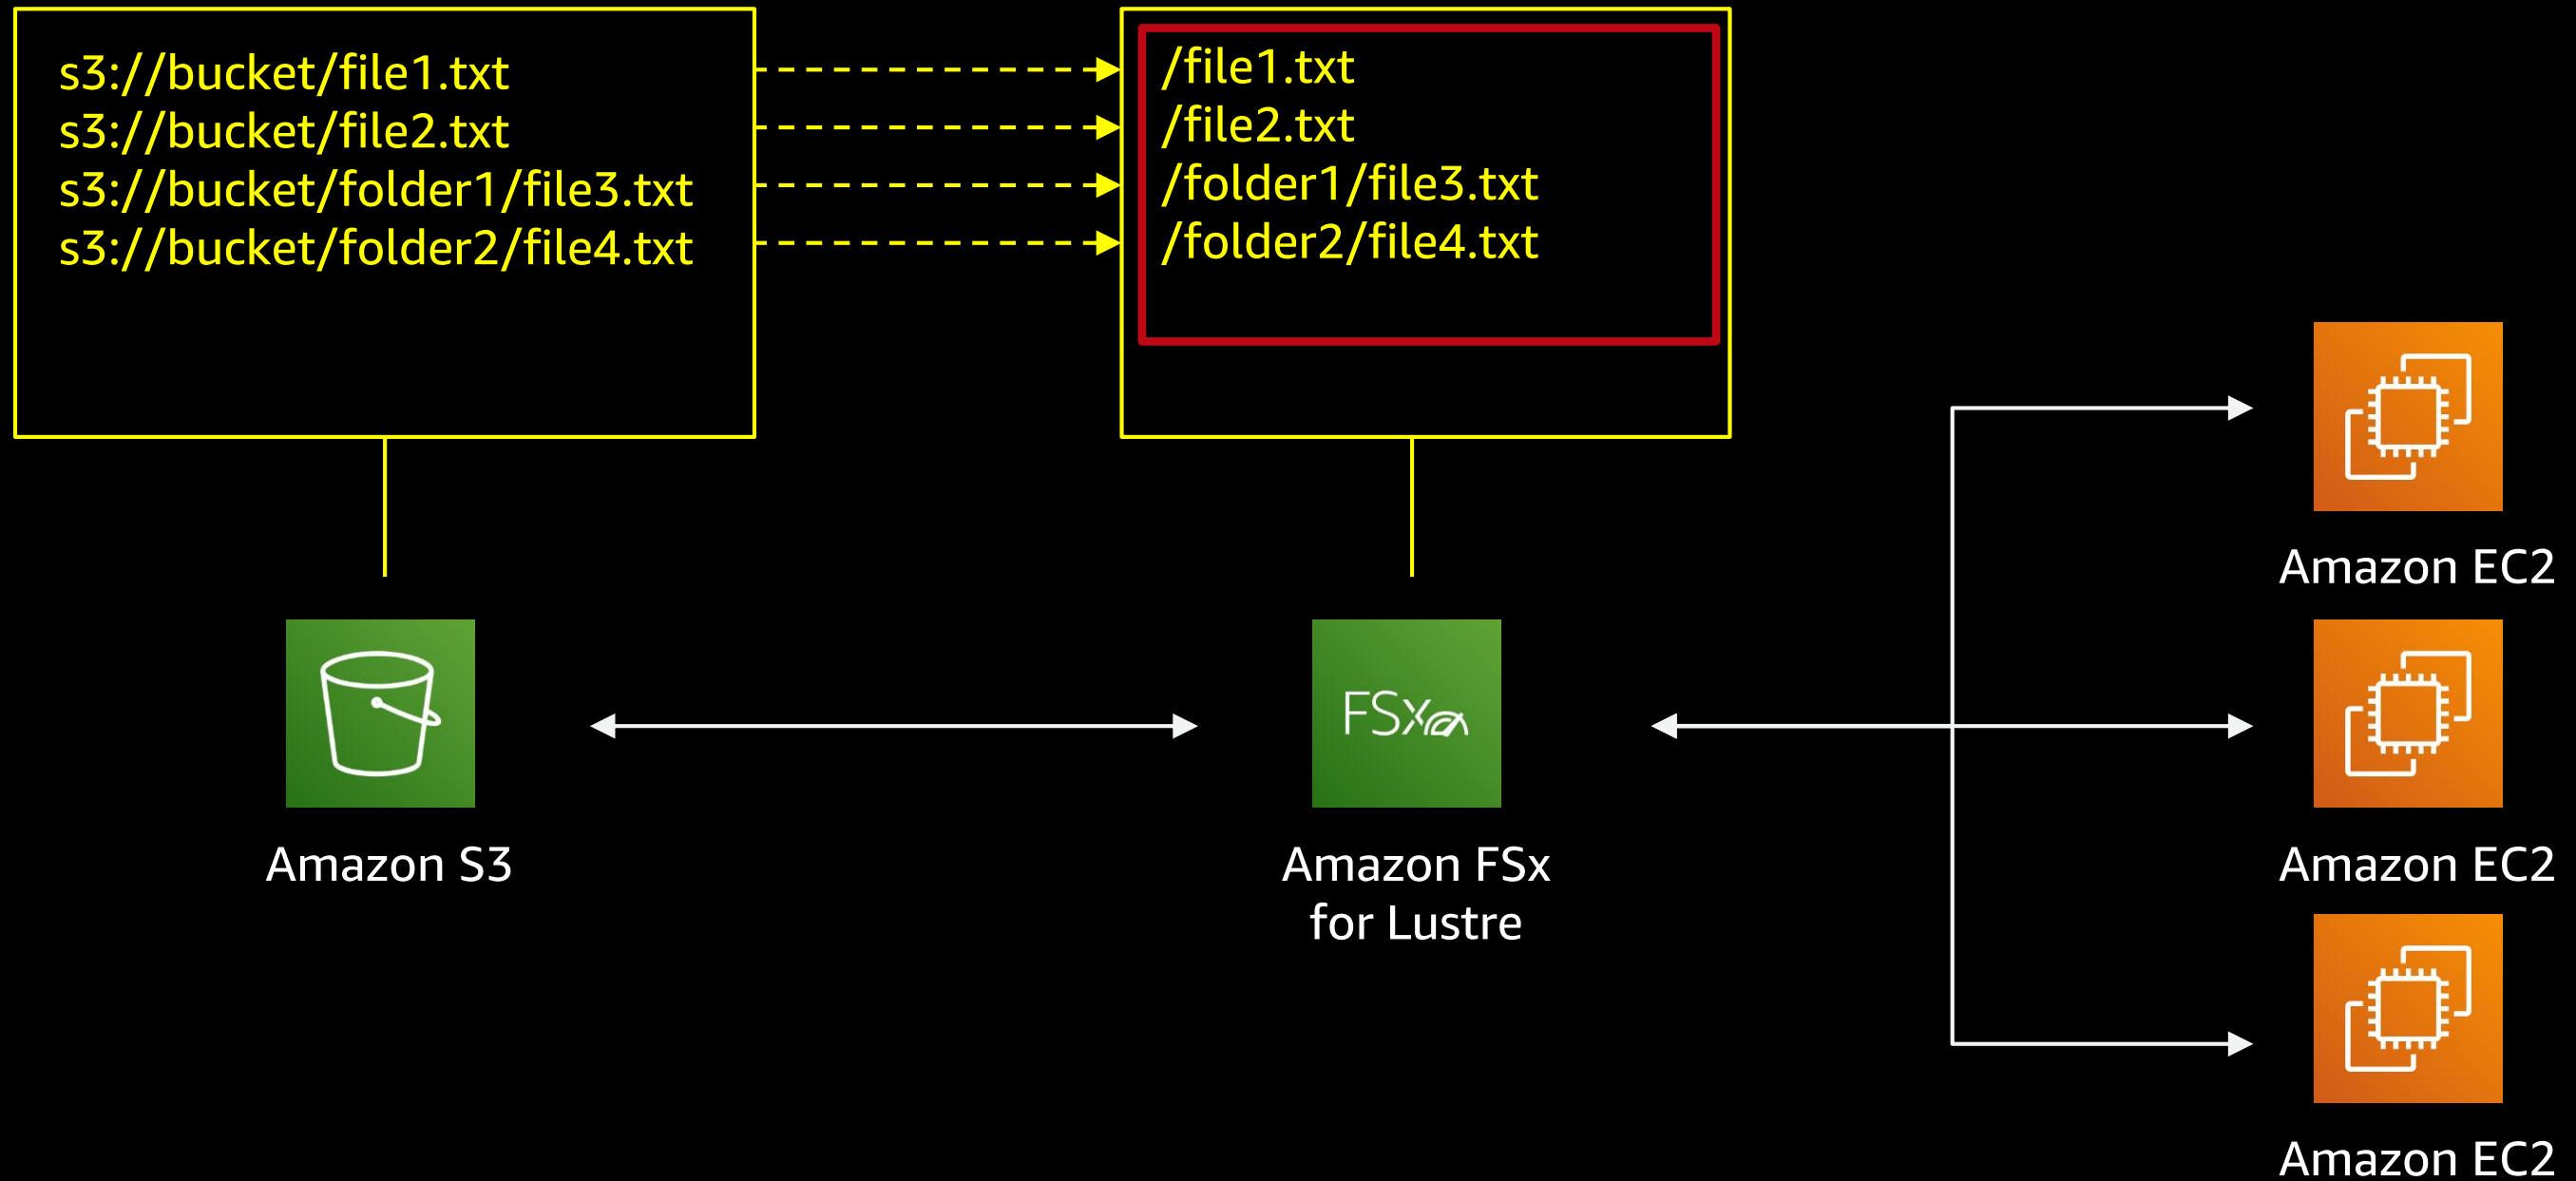 s3://bucket/file1.txt
s3://bucket/file2.txt
s3://bucket/folder1/file3.txt
s3://bucket/folder2/file4.txt
/file1.txt
/file2.txt
/folder1/file3.txt
/folder2/file4.txt
Amazon EC2
FSx
Amazon S3
Amazon FSx
for Lustre
Amazon EC2
Amazon EC2